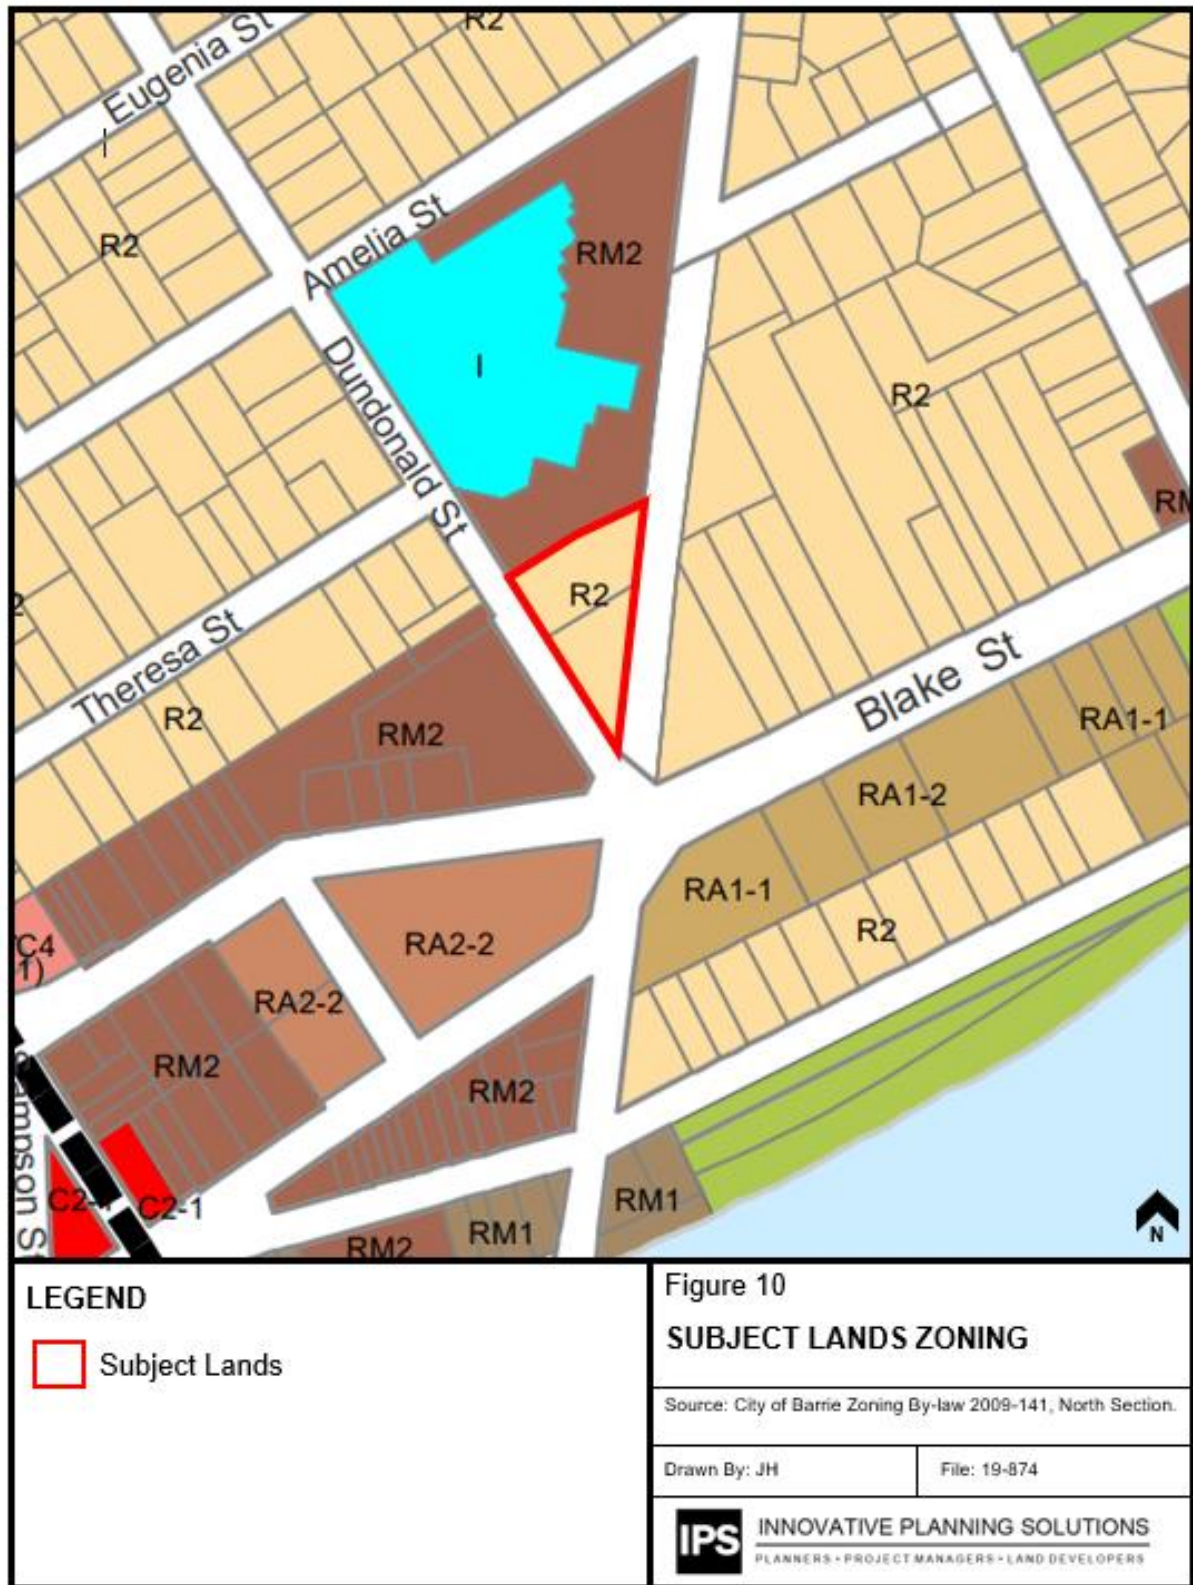 R2
Eugenia St
R2
Amelia St
RM2
I
Dundonald St
R2
R2
Theresa St
R2
RM2
Blake St
RA1-1
RA1-2
RA1-1
R2
RA2-2
RA2-2
C4
1)
RM2
RM2
C2-1
RM1
RM1
RM2
N
LEGEND
Subject Lands
Figure 10
SUBJECT LANDS ZONING
Source: City of Barrie Zoning By-law 2009-141, North Section.
Drawn By: JH
File: 19-874
IPS
INNOVATIVE PLANNING SOLUTIONS
PLANNERS • PROJECT MANAGERS • LAND DEVELOPERS